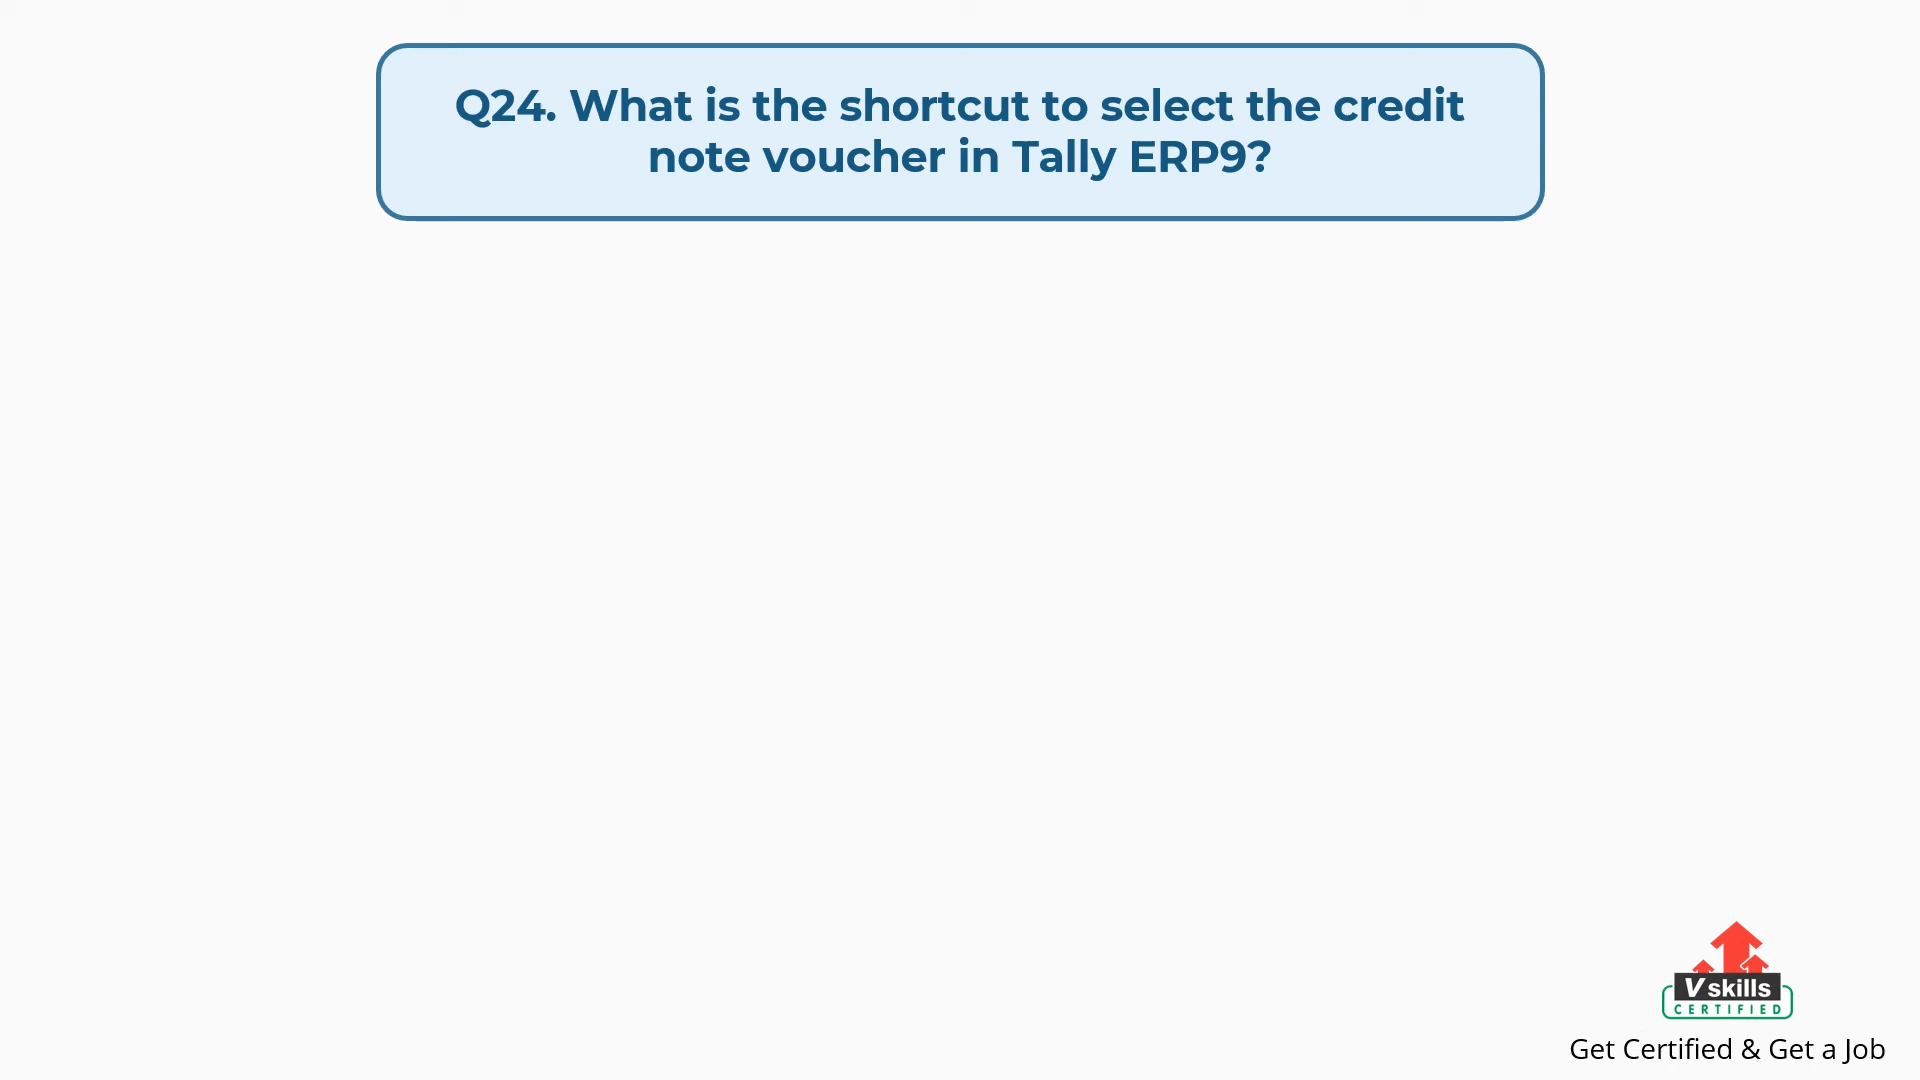 Q24. What is the shortcut to select the credit
note voucher in Tally ERP9?
Vskills
CERTIFIED
Get Certified & Get a Job